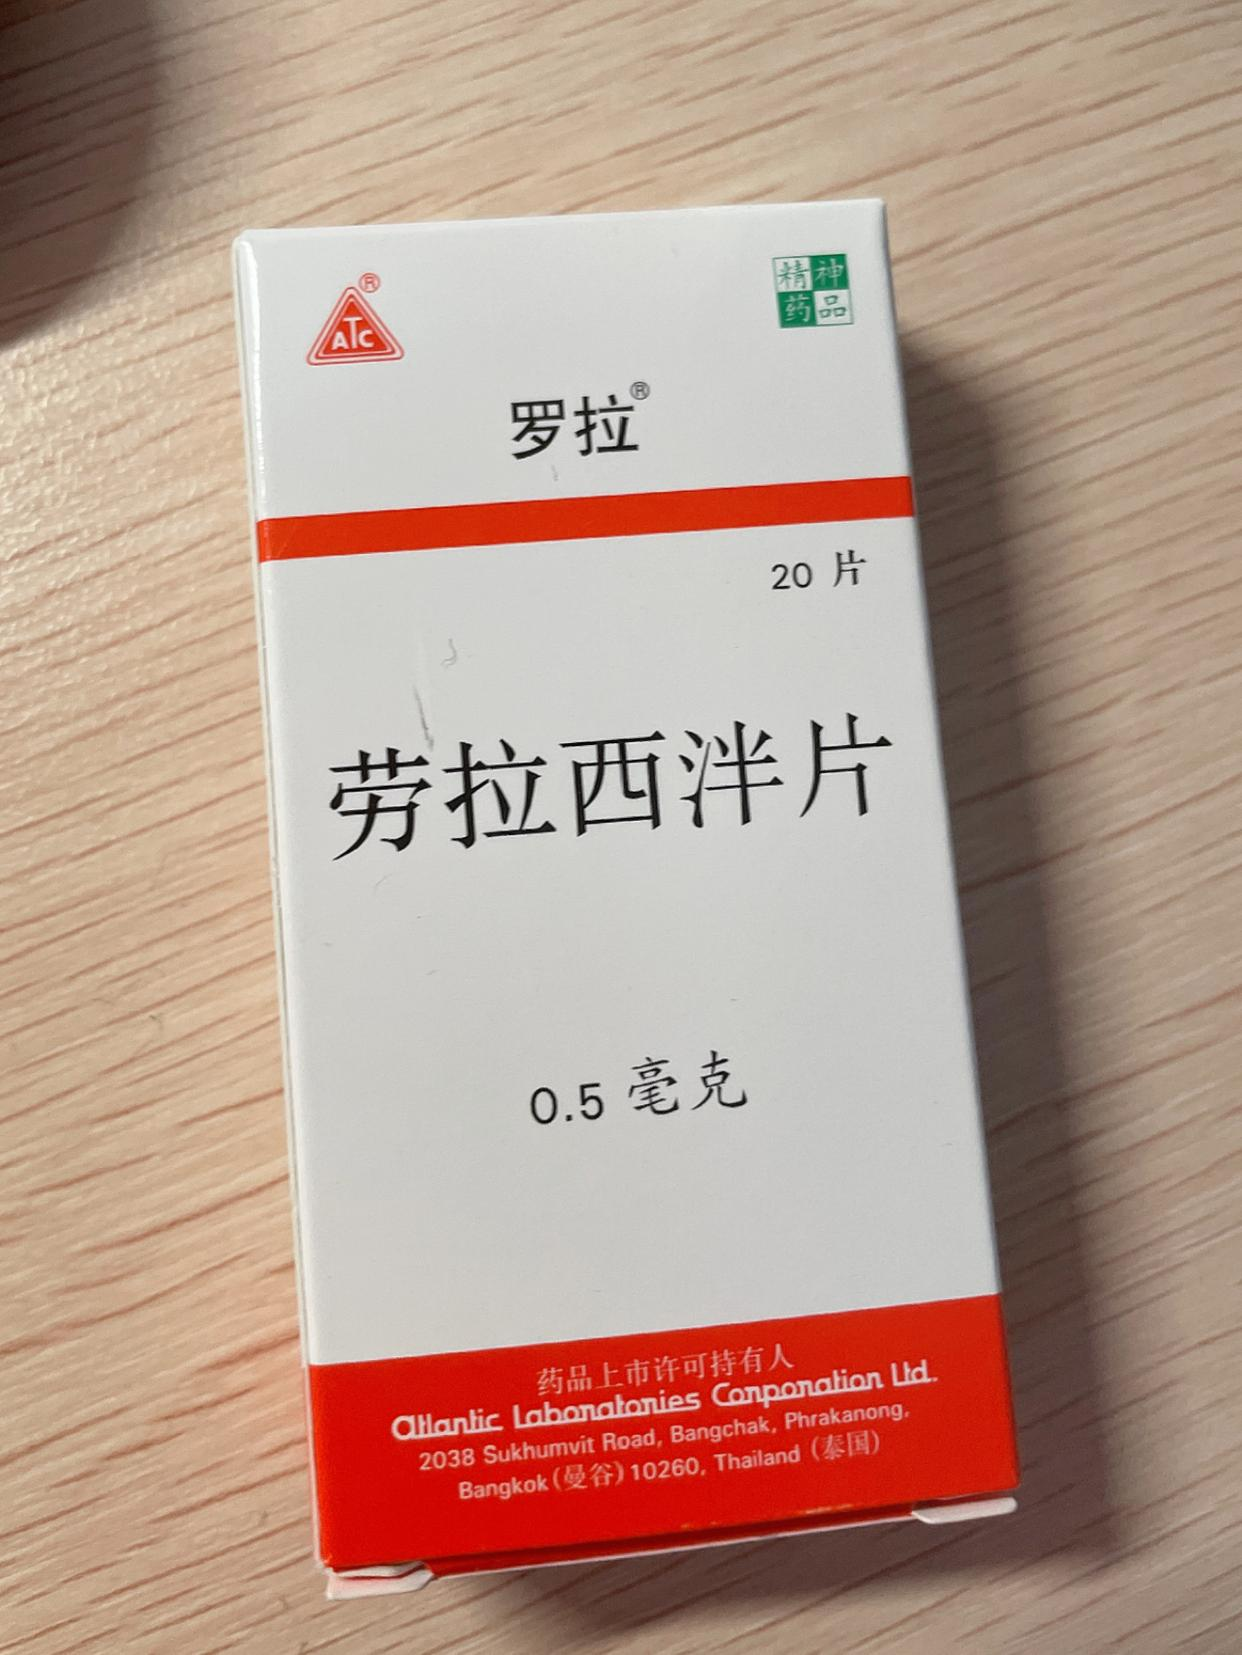 ATC®
精神
药品
罗拉®
20 片
劳拉西泮片
0.5 毫克
药品上市许可持有人
Atlantic Laboratories Corporation Ltd.
2038 Sukhumvit Road, Bangchak, Phrakanong,
Bangkok(曼谷)10260, Thailand (泰国)